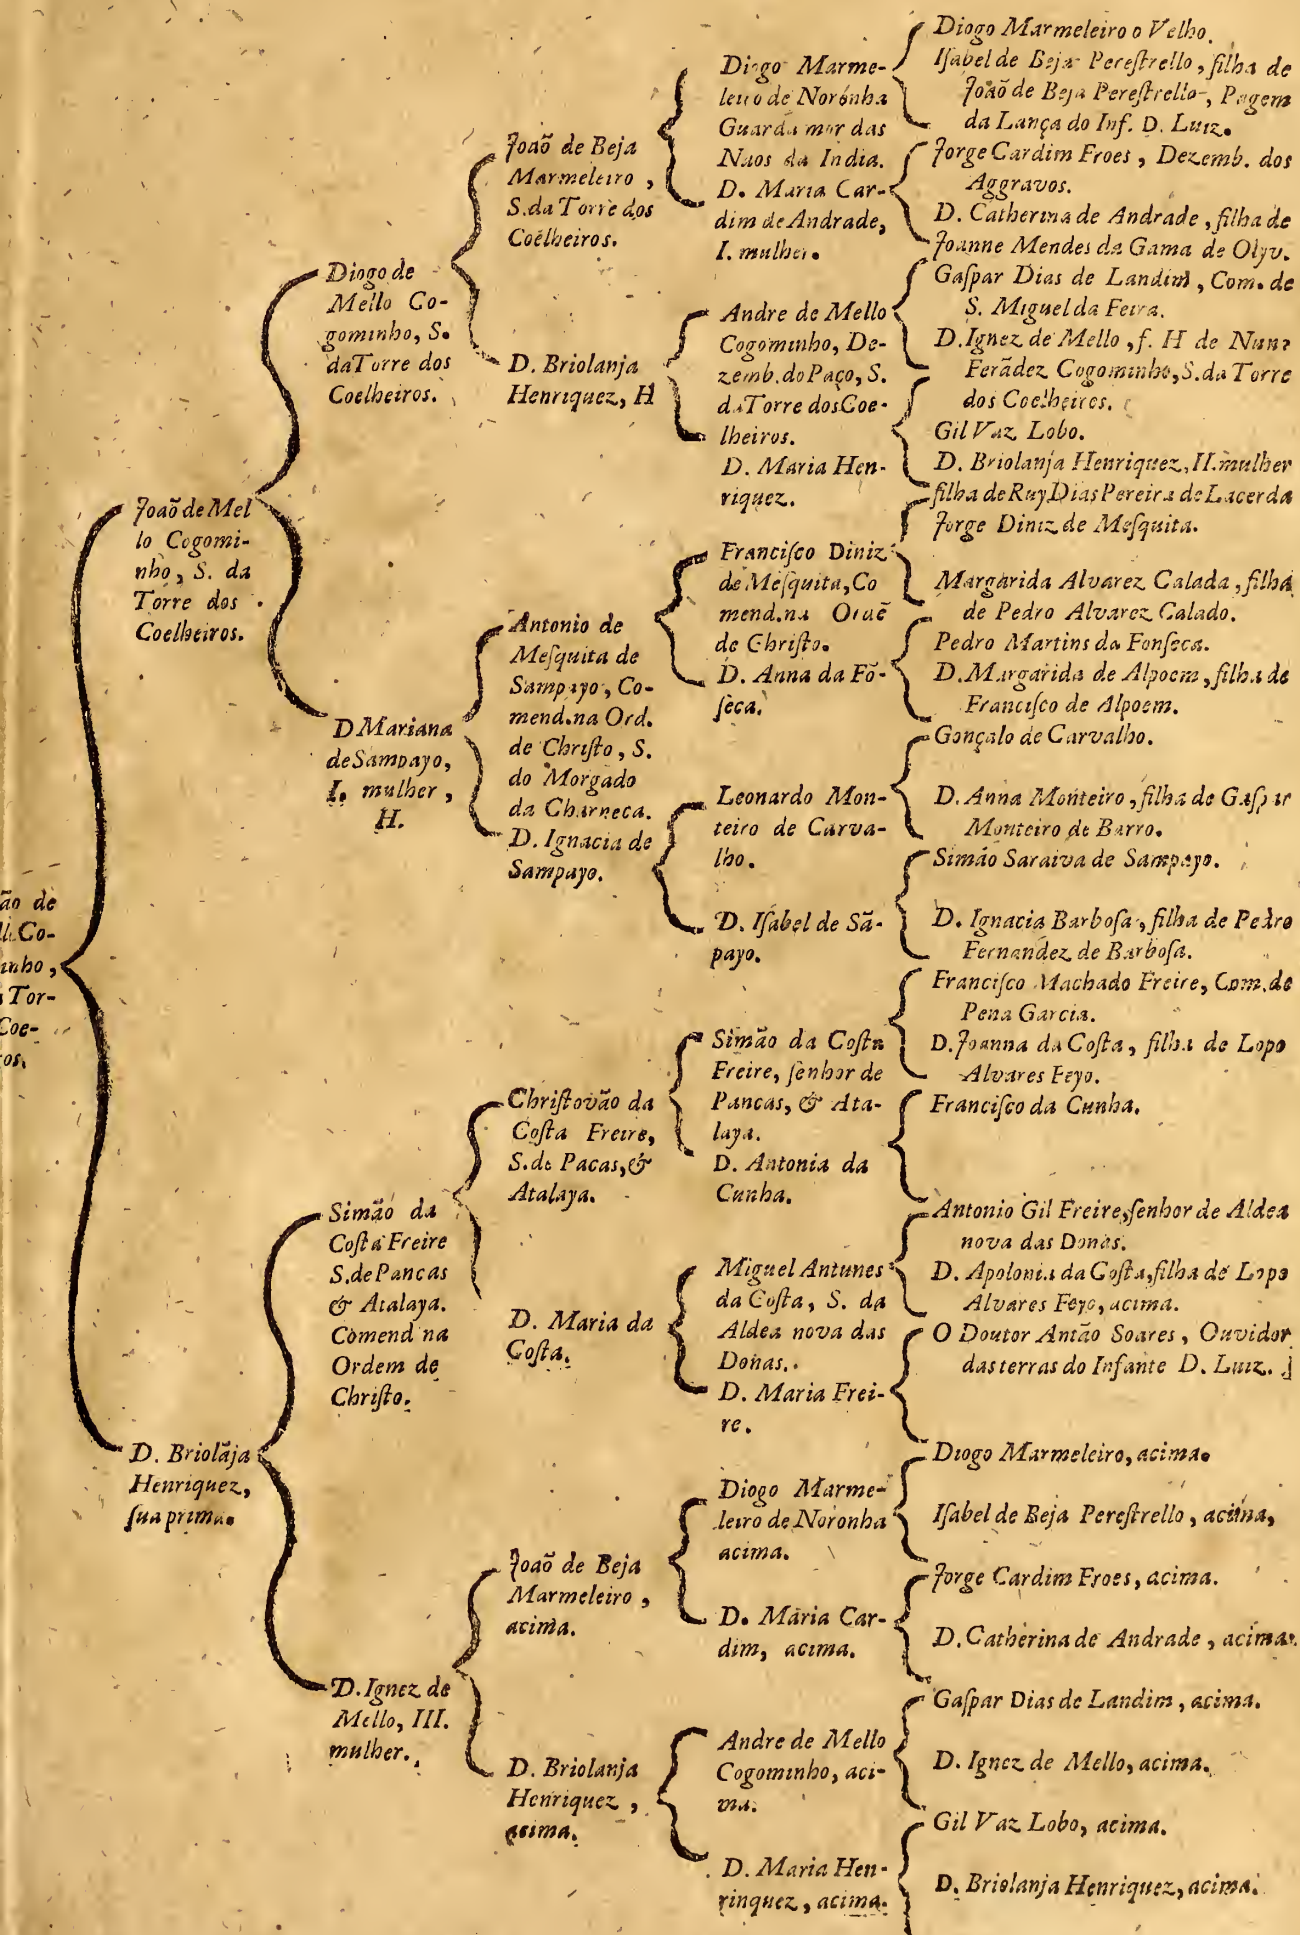 ão de
Co-
inho,
Tor-
Coe-
os.
Joaõ de Mel
lo Cogomi-
nho, S. da
Torre dos
Coelheiros.
D. Briolãja
Henriquez,
ſua prima.
Diogo de
Mello Co-
gominho, S.
da Torre dos
Coelheiros.
D Mariana
de Sampayo,
I. mulher,
H.
Simão da
Coſta Freire
S. de Pancas
& Atalaya.
Comend na
Ordem de
Chriſto.
D. Ignez de
Mello, III.
mulher.
Joaõ de Beja
Marmeleiro,
S. da Torre dos
Coelheiros.
D. Briolanja
Henriquez, H
Antonio de
Meſquita de
Sampayo, Co-
mend. na Ord.
de Chriſto, S.
do Morgado
da Charneca.
D. Ignacia de
Sampayo.
Chriſtovão da
Coſta Freire,
S. de Pacas, &
Atalaya.
D. Maria da
Coſta.
Joaõ de Beja
Marmeleiro,
acima.
D. Briolanja
Henriquez,
acima.
Diogo Marme-
leiro de Noronha
Guarda mor das
Naos da India.
D. Maria Car-
dim de Andrade,
I. mulher.
Andre de Mello
Cogominho, De-
zemb. do Paço, S.
da Torre dos Coe-
lheiros.
D. Maria Hen-
riquez.
Franciſco Diniz
de Meſquita, Co
mend. na Ordẽ
de Chriſto.
D. Anna da Fõ-
ſeca.
Leonardo Mon-
teiro de Carva-
lho.
D. Iſabel de Sã-
payo.
Simão da Coſta
Freire, ſenhor de
Pancas, & Ata-
laya.
D. Antonia da
Cunha.
Miguel Antunes
da Coſta, S. da
Aldea nova das
Donas.
D. Maria Frei-
re.
Diogo Marme-
leiro de Noronha
acima.
D. Maria Car-
dim, acima.
Andre de Mello
Cogominho, aci-
ma.
D. Maria Hen-
rinquez, acima.
Diogo Marmeleiro o Velho.
Iſabel de Beja Pereſtrello, filha de
Joaõ de Beja Pereſtrello, Pagem
da Lança do Inf. D. Luiz.
Jorge Cardim Froes, Dezemb. dos
Aggravos.
D. Catherina de Andrade, filha de
Joanne Mendes da Gama de Olyv.
Gaſpar Dias de Landim, Com. de
S. Miguel da Feira.
D. Ignez de Mello, f. H de Nuno
Ferãdez Cogominho, S. da Torre
dos Coelheiros.
Gil Vaz Lobo.
D. Briolanja Henriquez, II. mulher
filha de Ruy Dias Pereira de Lacerda
Jorge Diniz de Meſquita.
Margarida Alvarez Calada, filha
de Pedro Alvarez Calado.
Pedro Martins da Fonſeca.
D. Margarida de Alpoem, filha de
Franciſco de Alpoem.
Gonçalo de Carvalho.
D. Anna Monteiro, filha de Gaſpar
Monteiro de Barro.
Simão Saraiva de Sampayo.
D. Ignacia Barboſa, filha de Pedro
Fernandez de Barboſa.
Franciſco Machado Freire, Com. de
Pena Garcia.
D. Joanna da Coſta, filha de Lopo
Alvares Feyo.
Franciſco da Cunha.
Antonio Gil Freire, ſenhor de Aldea
nova das Donas.
D. Apolonia da Coſta, filha de Lopo
Alvares Feyo, acima.
O Doutor Antão Soares, Ouvidor
das terras do Infante D. Luiz.
Diogo Marmeleiro, acima.
Iſabel de Beja Pereſtrello, acima,
Jorge Cardim Froes, acima.
D. Catherina de Andrade, acima.
Gaſpar Dias de Landim, acima.
D. Ignez de Mello, acima.
Gil Vaz Lobo, acima.
D. Briolanja Henriquez, acima.